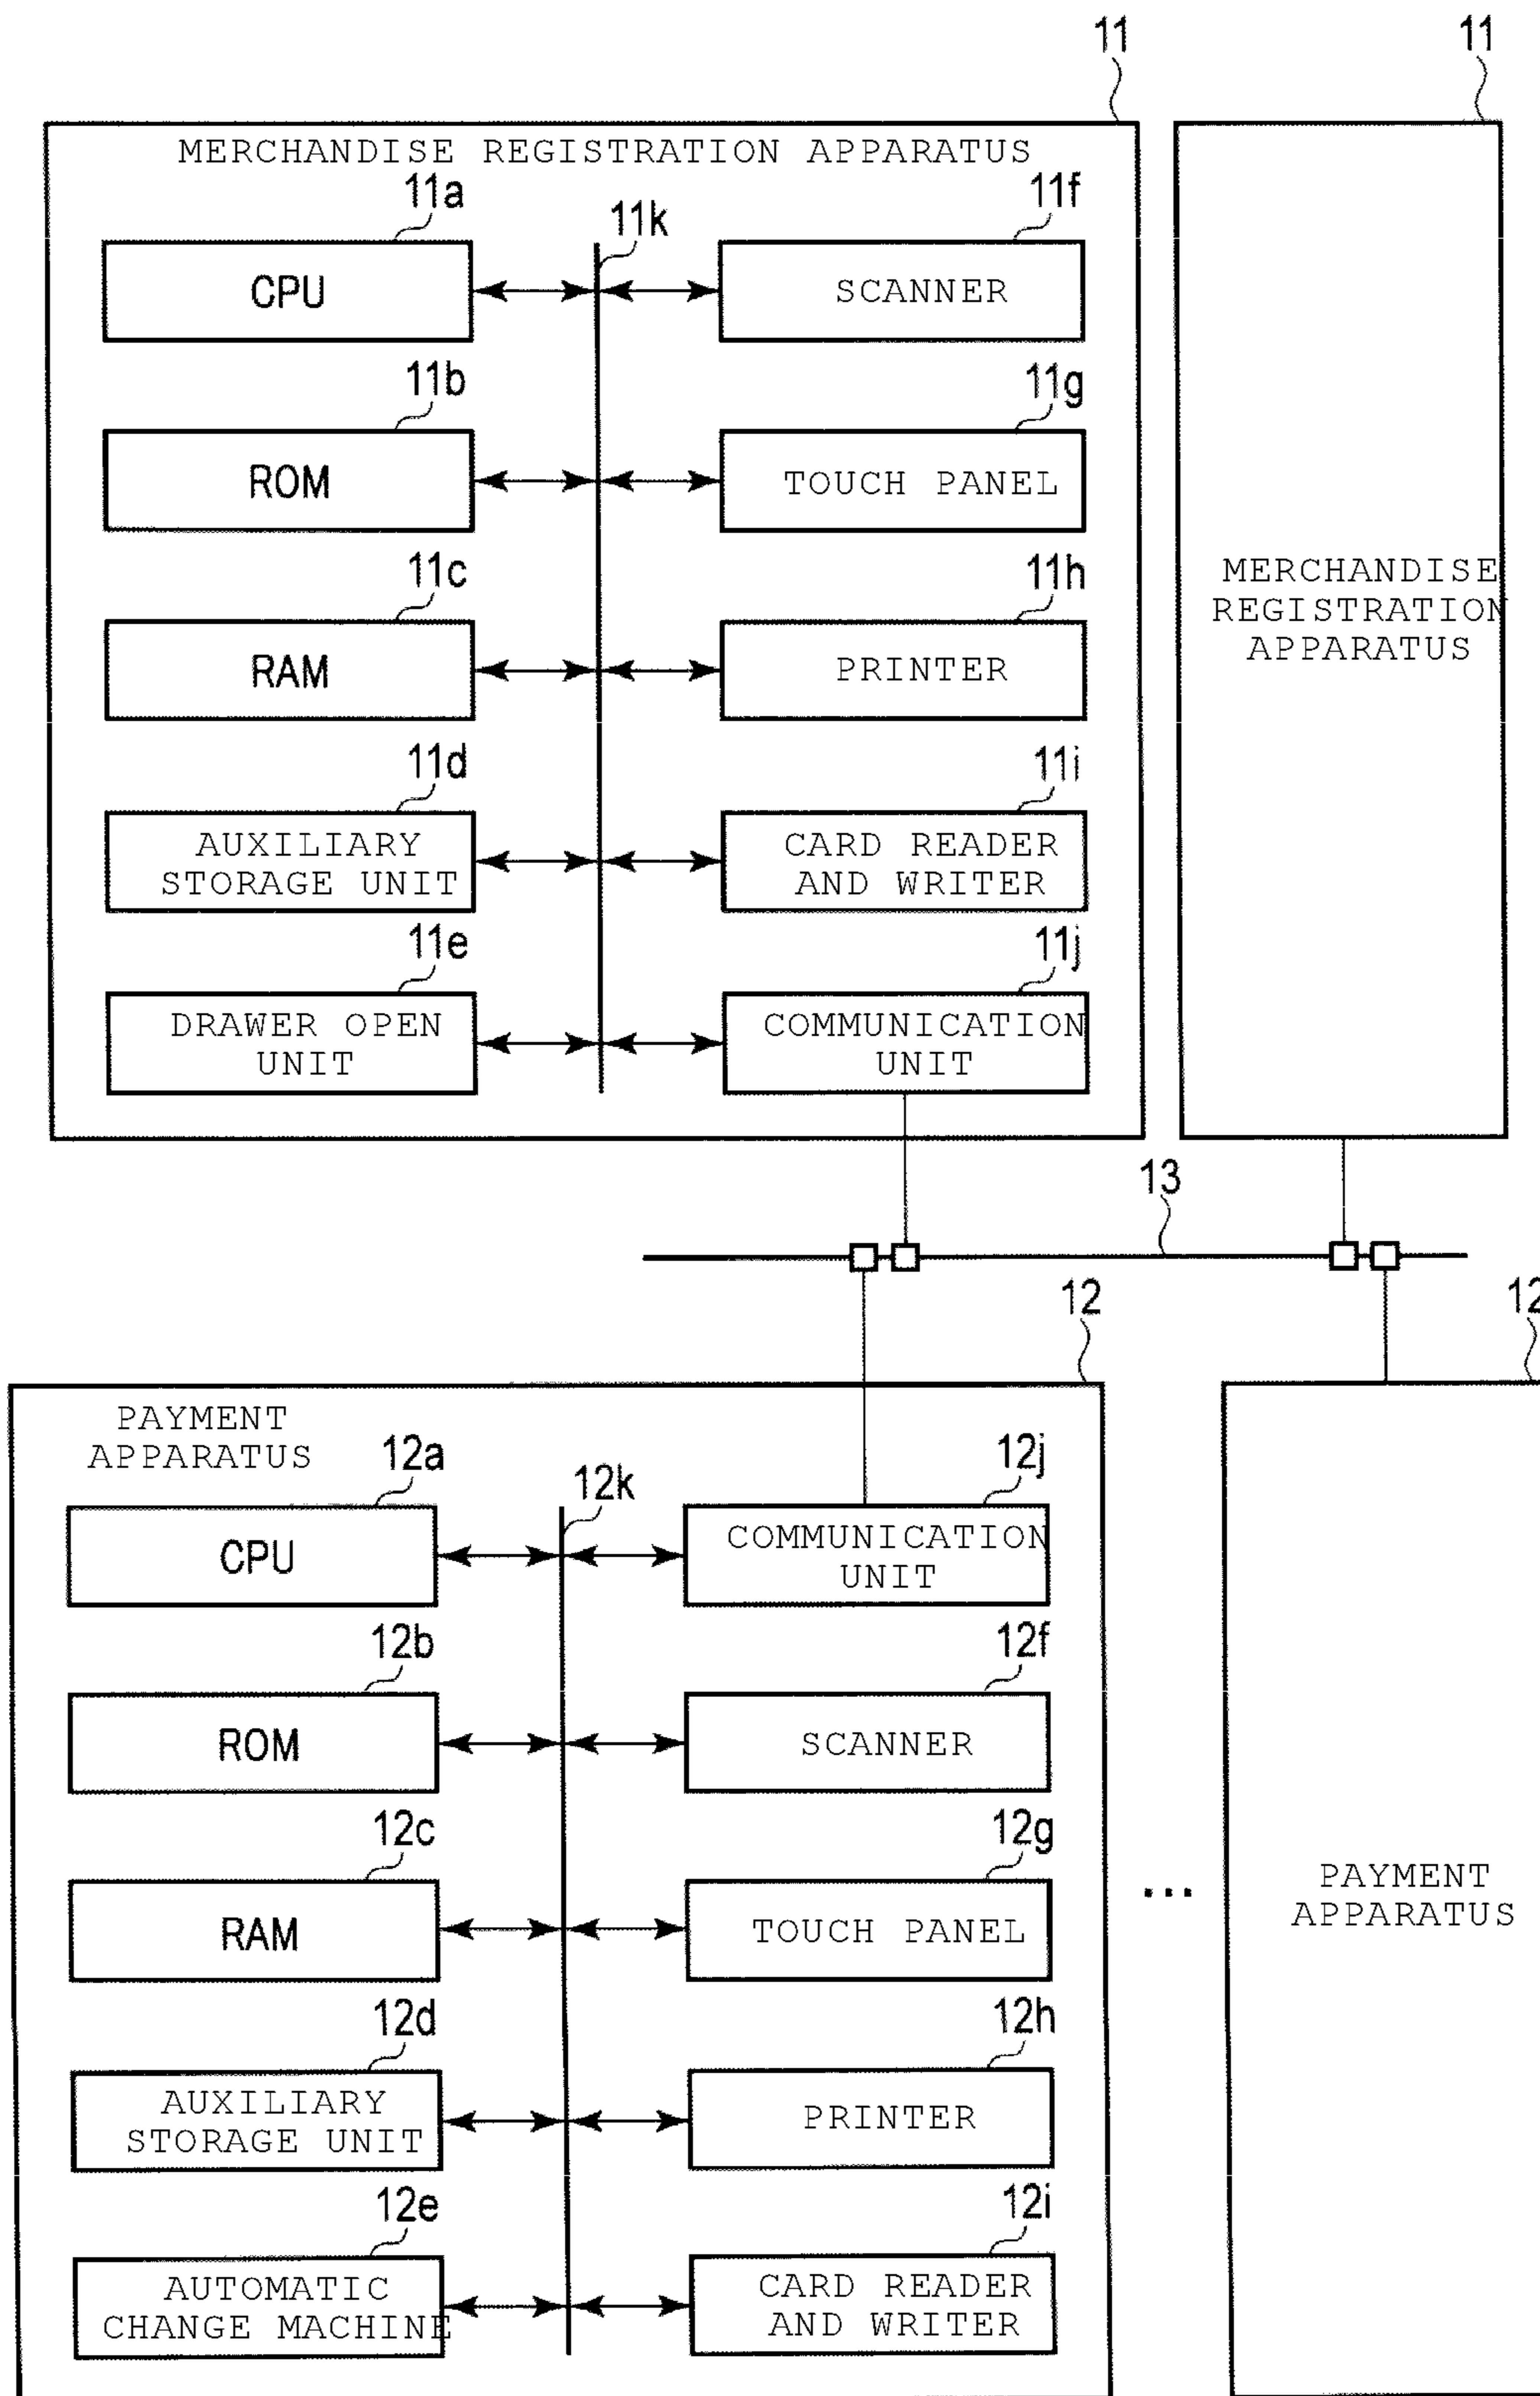 11
11
MERCHANDISE REGISTRATION APPARATUS
11a
11k
11f
CPU
SCANNER
11b
11g
ROM
TOUCH PANEL
11c
11h
RAM
PRINTER
MERCHANDISE
REGISTRATION
APPARATUS
11d
11i
AUXILIARY
STORAGE UNIT
CARD READER
AND WRITER
11e
11j
DRAWER OPEN
UNIT
COMMUNICATION
UNIT
13
12
12
PAYMENT
APPARATUS
12a
12k
12j
CPU
COMMUNICATION
UNIT
12b
12f
ROM
SCANNER
12c
12g
RAM
TOUCH PANEL
...
PAYMENT
APPARATUS
12d
12h
AUXILIARY
STORAGE UNIT
PRINTER
12e
12i
AUTOMATIC
CHANGE MACHINE
CARD READER
AND WRITER